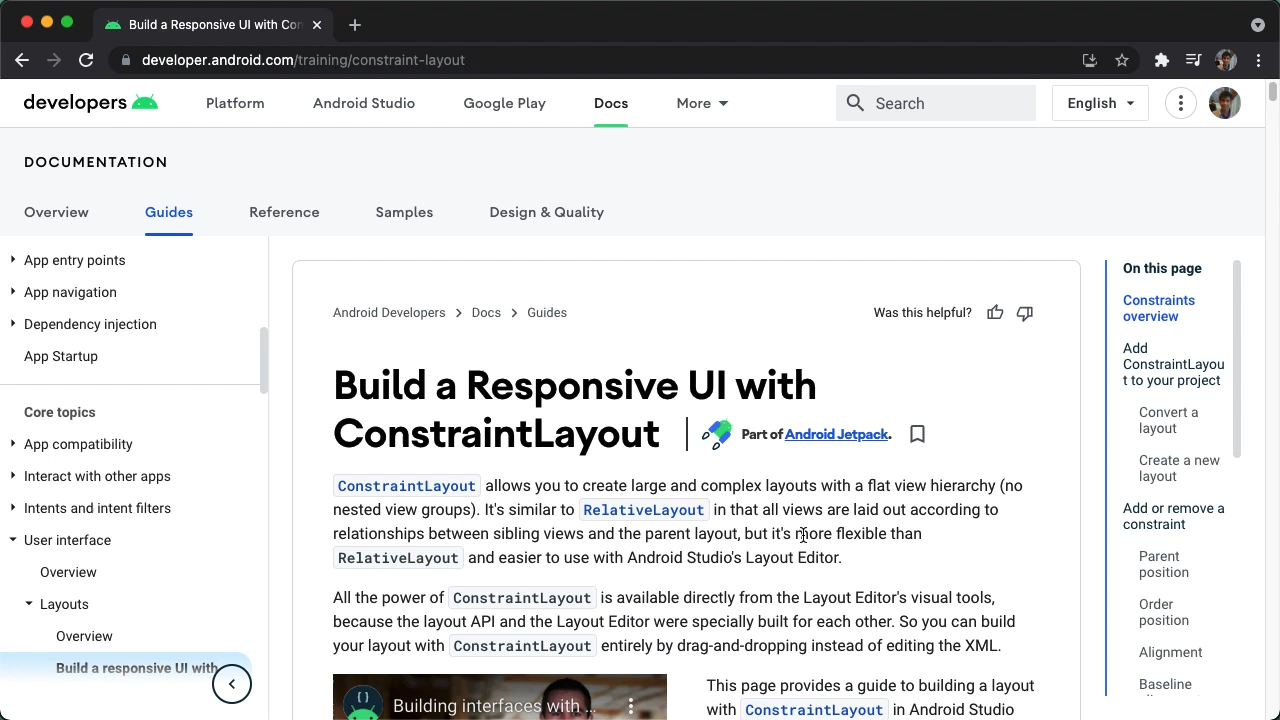 Build a Responsive UI with Con
developer.android.com/training/constraint-layout
developers
Platform
Android Studio
Google Play
Docs
More
Search
English
DOCUMENTATION
Overview
Guides
Reference
Samples
Design & Quality
App entry points
App navigation
Dependency injection
App Startup
Core topics
App compatibility
Interact with other apps
Intents and intent filters
User interface
Overview
Layouts
Overview
Build a responsive UI with
Android Developers > Docs > Guides
Was this helpful?
Build a Responsive UI with
ConstraintLayout
Part of Android Jetpack.
ConstraintLayout allows you to create large and complex layouts with a flat view hierarchy (no
nested view groups). It's similar to RelativeLayout in that all views are laid out according to
relationships between sibling views and the parent layout, but it's more flexible than
RelativeLayout and easier to use with Android Studio's Layout Editor.
All the power of ConstraintLayout is available directly from the Layout Editor's visual tools,
because the layout API and the Layout Editor were specially built for each other. So you can build
your layout with ConstraintLayout entirely by drag-and-dropping instead of editing the XML.
Building interfaces with ...
This page provides a guide to building a layout
with ConstraintLayout in Android Studio
On this page
Constraints
overview
Add
ConstraintLayou
t to your project
Convert a
layout
Create a new
layout
Add or remove a
constraint
Parent
position
Order
position
Alignment
Baseline